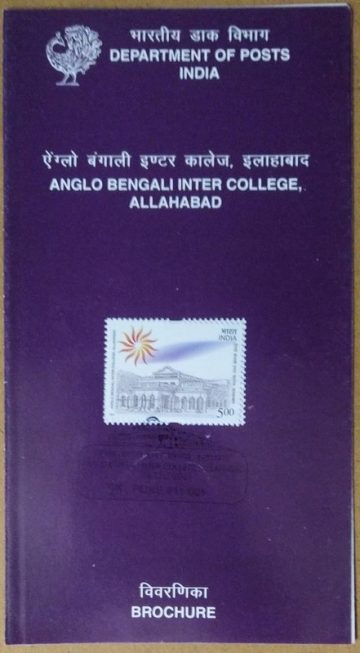 भारतीय डाक विभाग
DEPARTMENT OF POSTS
INDIA
ऐंग्लो बंगाली इण्टर कालेज, इलाहाबाद
ANGLO BENGALI INTER COLLEGE,
ALLAHABAD
भारत
INDIA
5.00
विवरणिका
BROCHURE